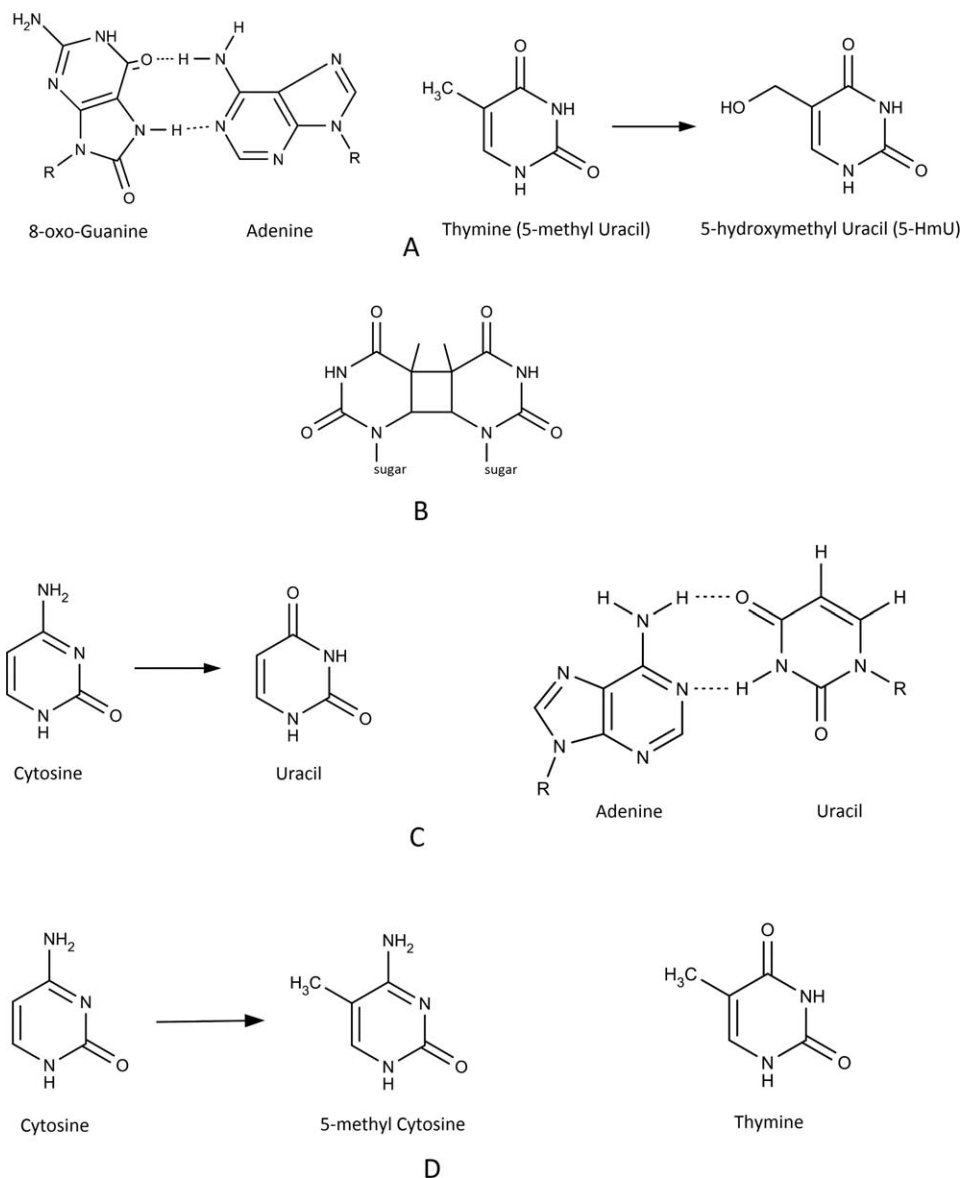 H₂N NH O H H N
N N H N N
N N N N
R O R
8-oxo-Guanine Adenine
H₃C O NH N H O
Thymine (5-methyl Uracil)
HO O NH N H O
5-hydroxymethyl Uracil (5-HmU)
A
O O
HN NH
O N N O
sugar sugar
B
NH₂ N N H O
Cytosine
O NH N H O
Uracil
H H H N O H
N N H N N R
N N O
R
Adenine Uracil
C
NH₂ N N H O
Cytosine
NH₂ H₃C N N H O
5-methyl Cytosine
O H₃C NH N H O
Thymine
D